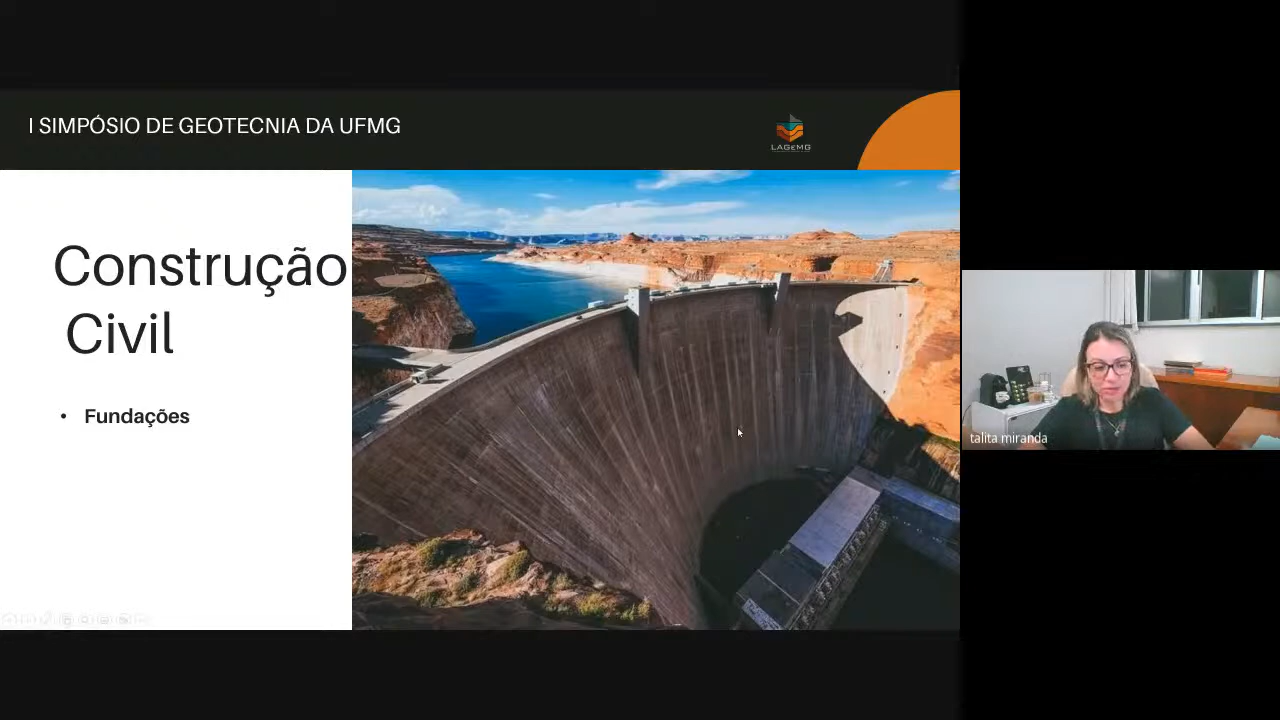 I SIMPÓSIO DE GEOTECNIA DA UFMG
LAGEMG
Construção
Civil
• Fundações
talita miranda